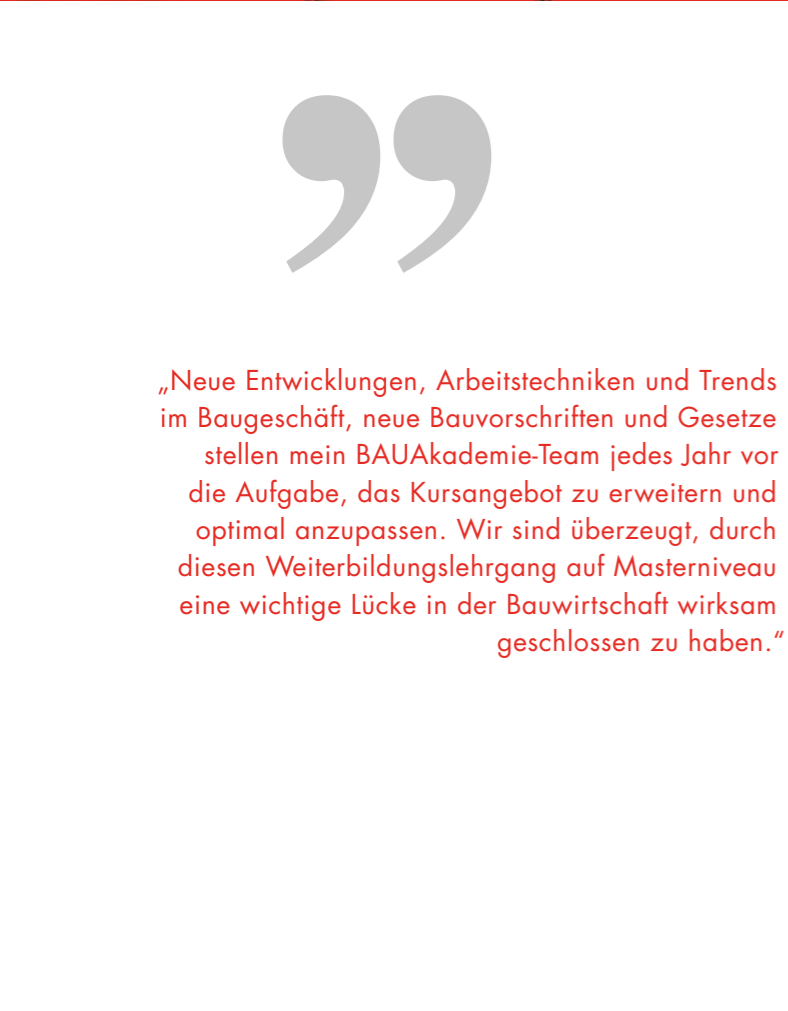 ”
„Neue Entwicklungen, Arbeitstechniken und Trends
im Baugeschäft, neue Bauvorschriften und Gesetze
stellen mein BAUAkademie-Team jedes Jahr vor
die Aufgabe, das Kursangebot zu erweitern und
optimal anzupassen. Wir sind überzeugt, durch
diesen Weiterbildungslehrgang auf Masterniveau
eine wichtige Lücke in der Bauwirtschaft wirksam
geschlossen zu haben.“